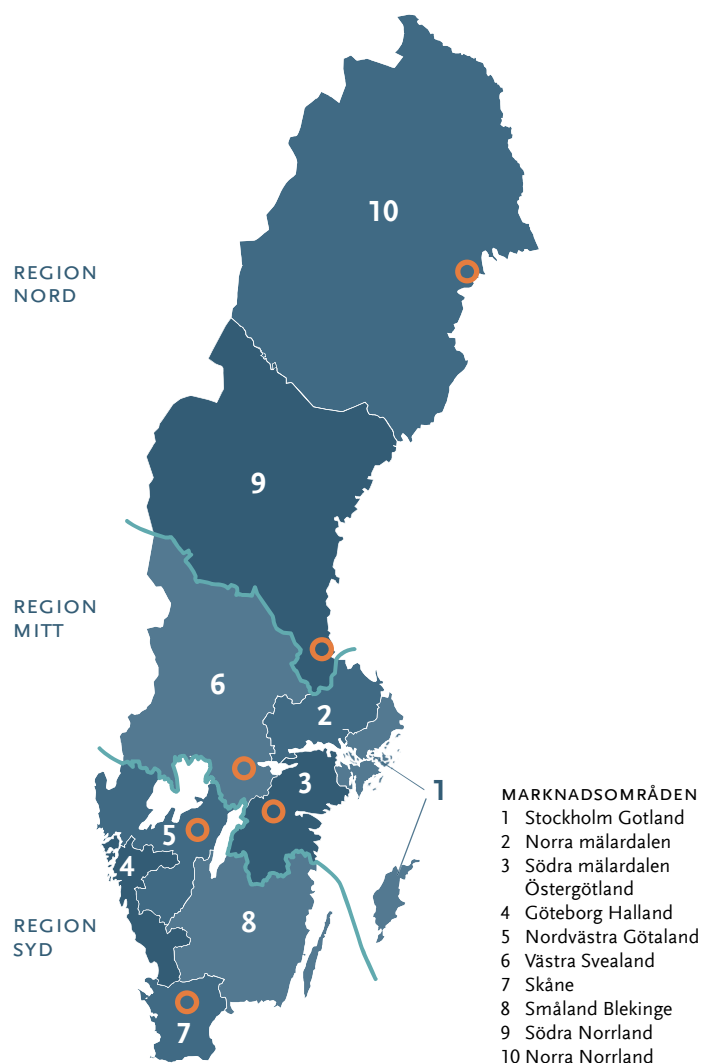 10
REGION
NORD
9
REGION
MITT
6
2
3
1
5
4
REGION
SYD
8
7
MARKNADSOMRÅDEN
1 Stockholm Gotland
2 Norra mälardalen
3 Södra mälardalen
Östergötland
4 Göteborg Halland
5 Nordvästra Götaland
6 Västra Svealand
7 Skåne
8 Småland Blekinge
9 Södra Norrland
10 Norra Norrland